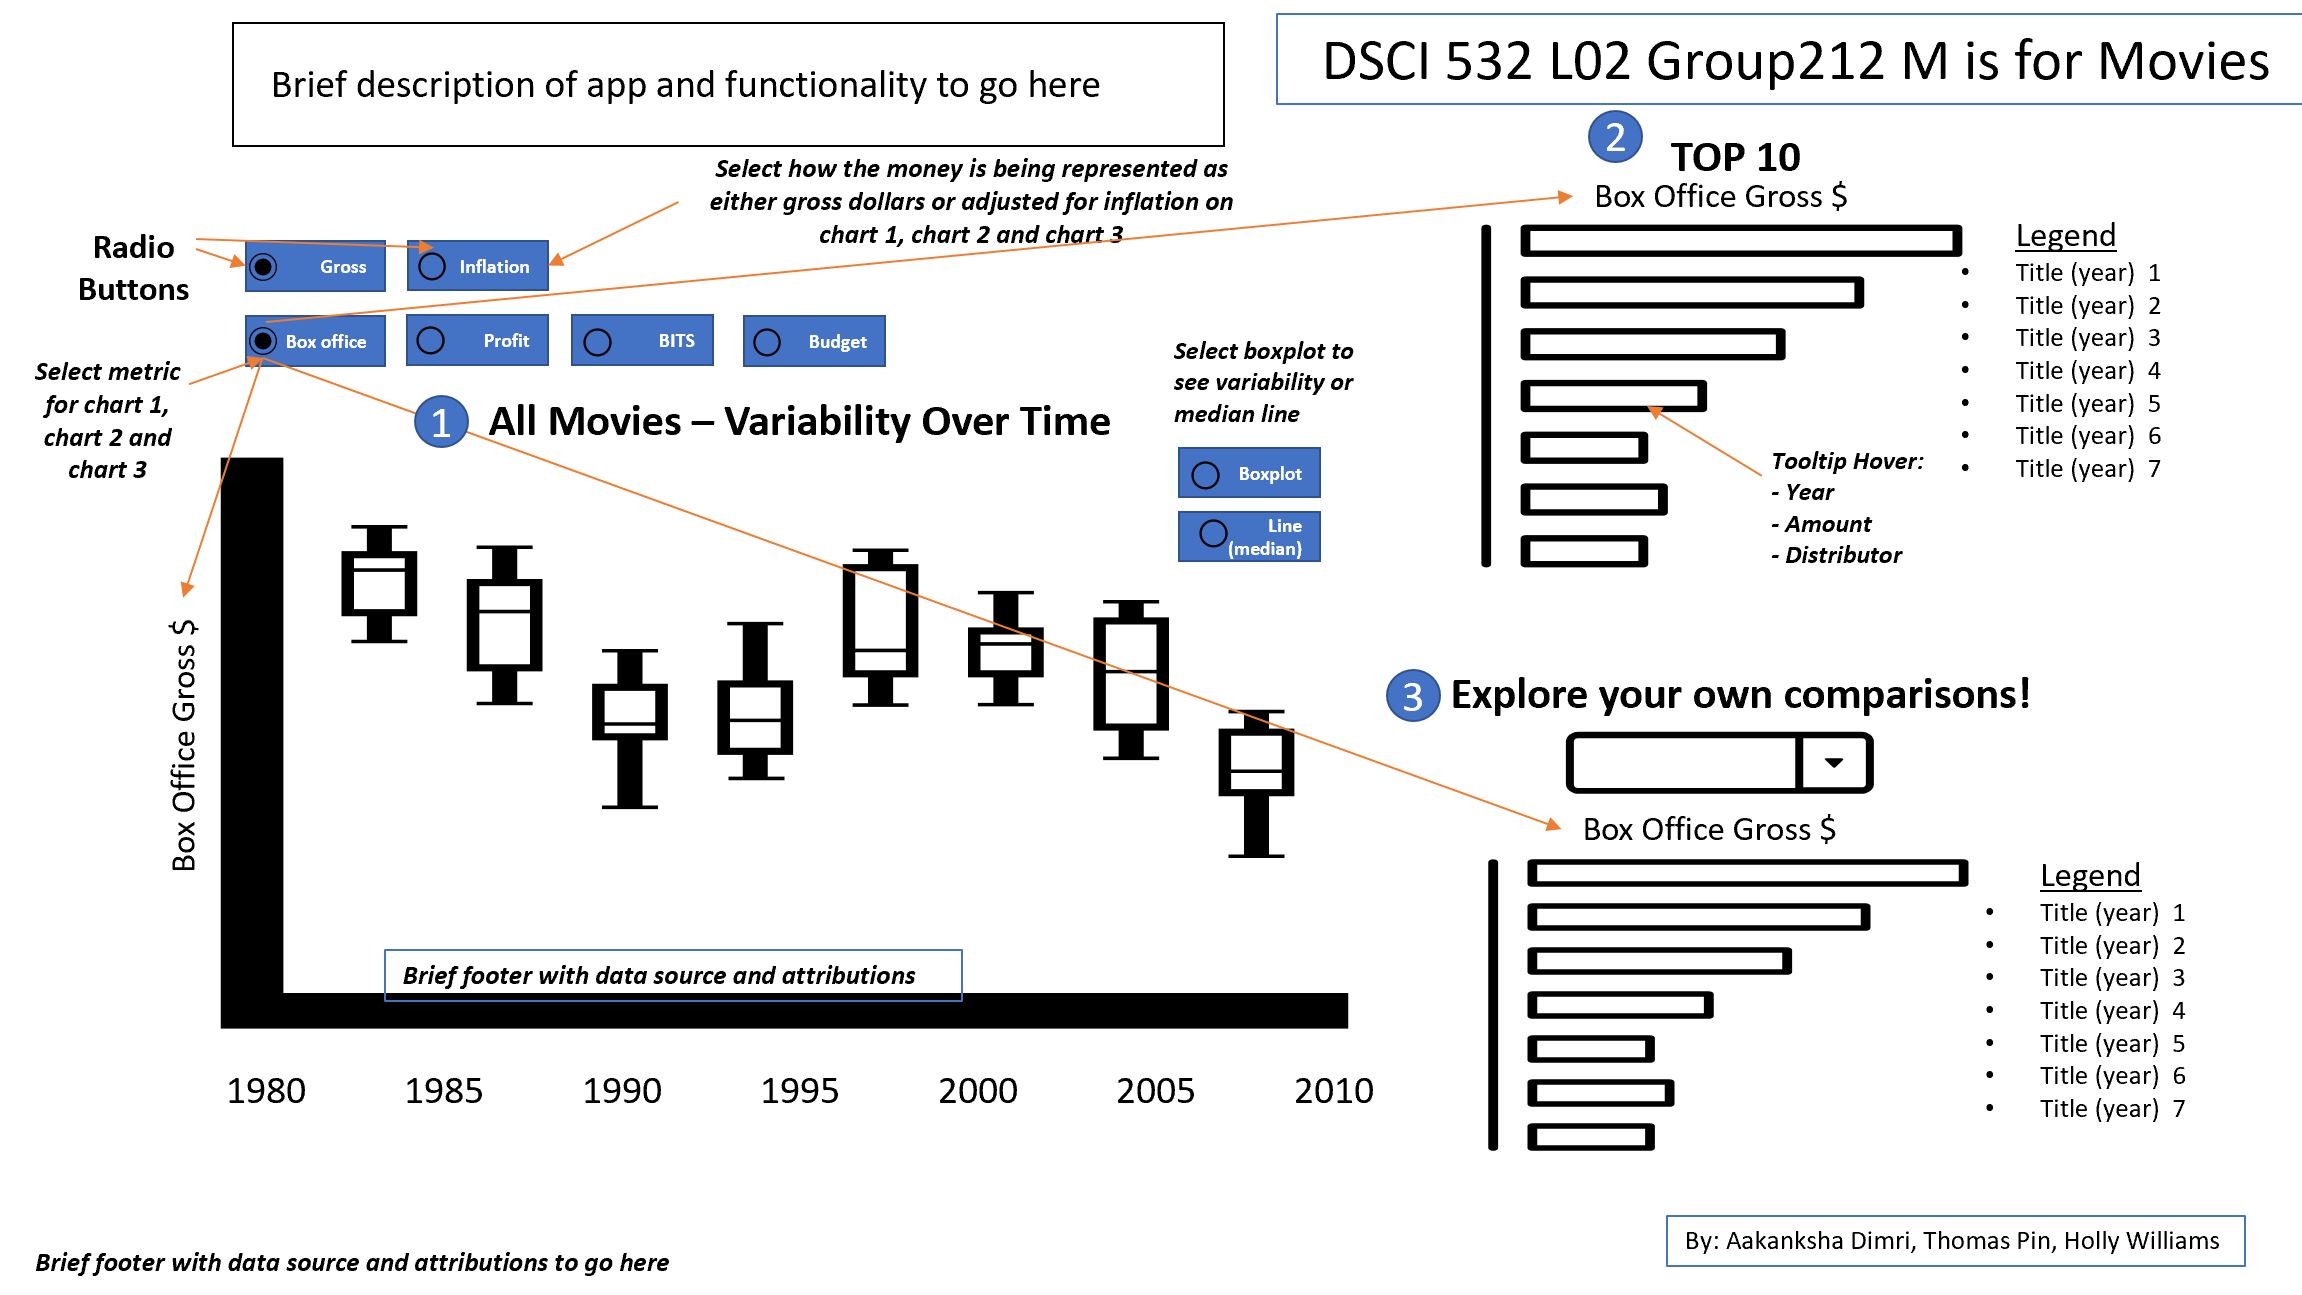 Brief description of app and functionality to go here
DSCI 532 L02 Group212 M is for Movies
Select how the money is being represented as
either gross dollars or adjusted for inflation on
chart 1, chart 2 and chart 3
Radio
Buttons
Gross
Inflation
Box office
Profit
BITS
Budget
Select metric
for chart 1,
chart 2 and
chart 3
1
All Movies – Variability Over Time
Select boxplot to
see variability or
median line
Boxplot
Line
(median)
Box Office Gross $
Brief footer with data source and attributions
1980 1985 1990 1995 2000 2005 2010
2
TOP 10
Box Office Gross $
Legend
• Title (year) 1
• Title (year) 2
• Title (year) 3
• Title (year) 4
• Title (year) 5
• Title (year) 6
• Title (year) 7
Tooltip Hover:
- Year
- Amount
- Distributor
3
Explore your own comparisons!
Box Office Gross $
Legend
• Title (year) 1
• Title (year) 2
• Title (year) 3
• Title (year) 4
• Title (year) 5
• Title (year) 6
• Title (year) 7
By: Aakanksha Dimri, Thomas Pin, Holly Williams
Brief footer with data source and attributions to go here